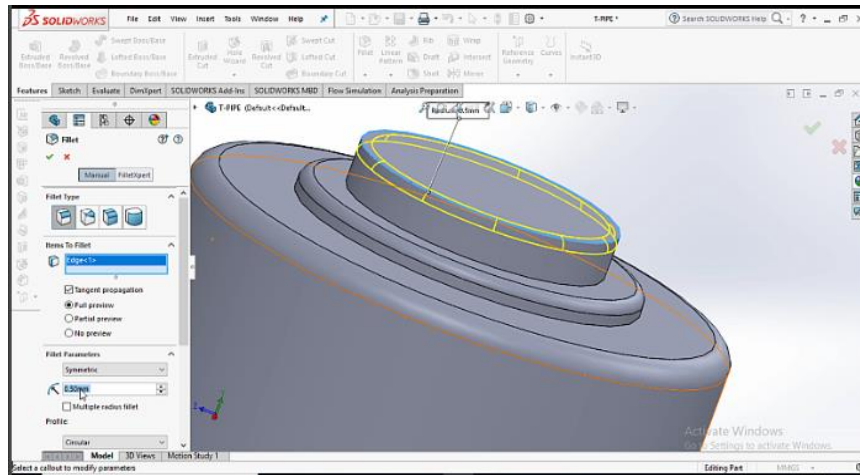 SOLIDWORKS File Edit View Insert Tools Window Help T-PIPE * Search SOLIDWORKS Help
Extruded Boss/Base Revolved Boss/Base Swept Boss/Base Lofted Boss/Base Boundary Boss/Base Extruded Cut Hole Wizard Revolved Cut Swept Cut Lofted Cut Boundary Cut Fillet Linear Pattern Rib Draft Shell Wrap Intersect Mirror Reference Geometry Curves Instant3D
Features Sketch Evaluate DimXpert SOLIDWORKS Add-Ins SOLIDWORKS MBD Flow Simulation Analysis Preparation
T-PIPE (Default<<Default...
Fillet
Manual FilletXpert
Fillet Type
Items To Fillet
Edge<1>
Tangent propagation
Full preview
Partial preview
No preview
Fillet Parameters
Symmetric
0.50mm
Multiple radius fillet
Profile:
Circular
Model 3D Views Motion Study 1
Activate Windows
Go to Settings to activate Windows.
Select a callout to modify parameters Editing Part MMGS